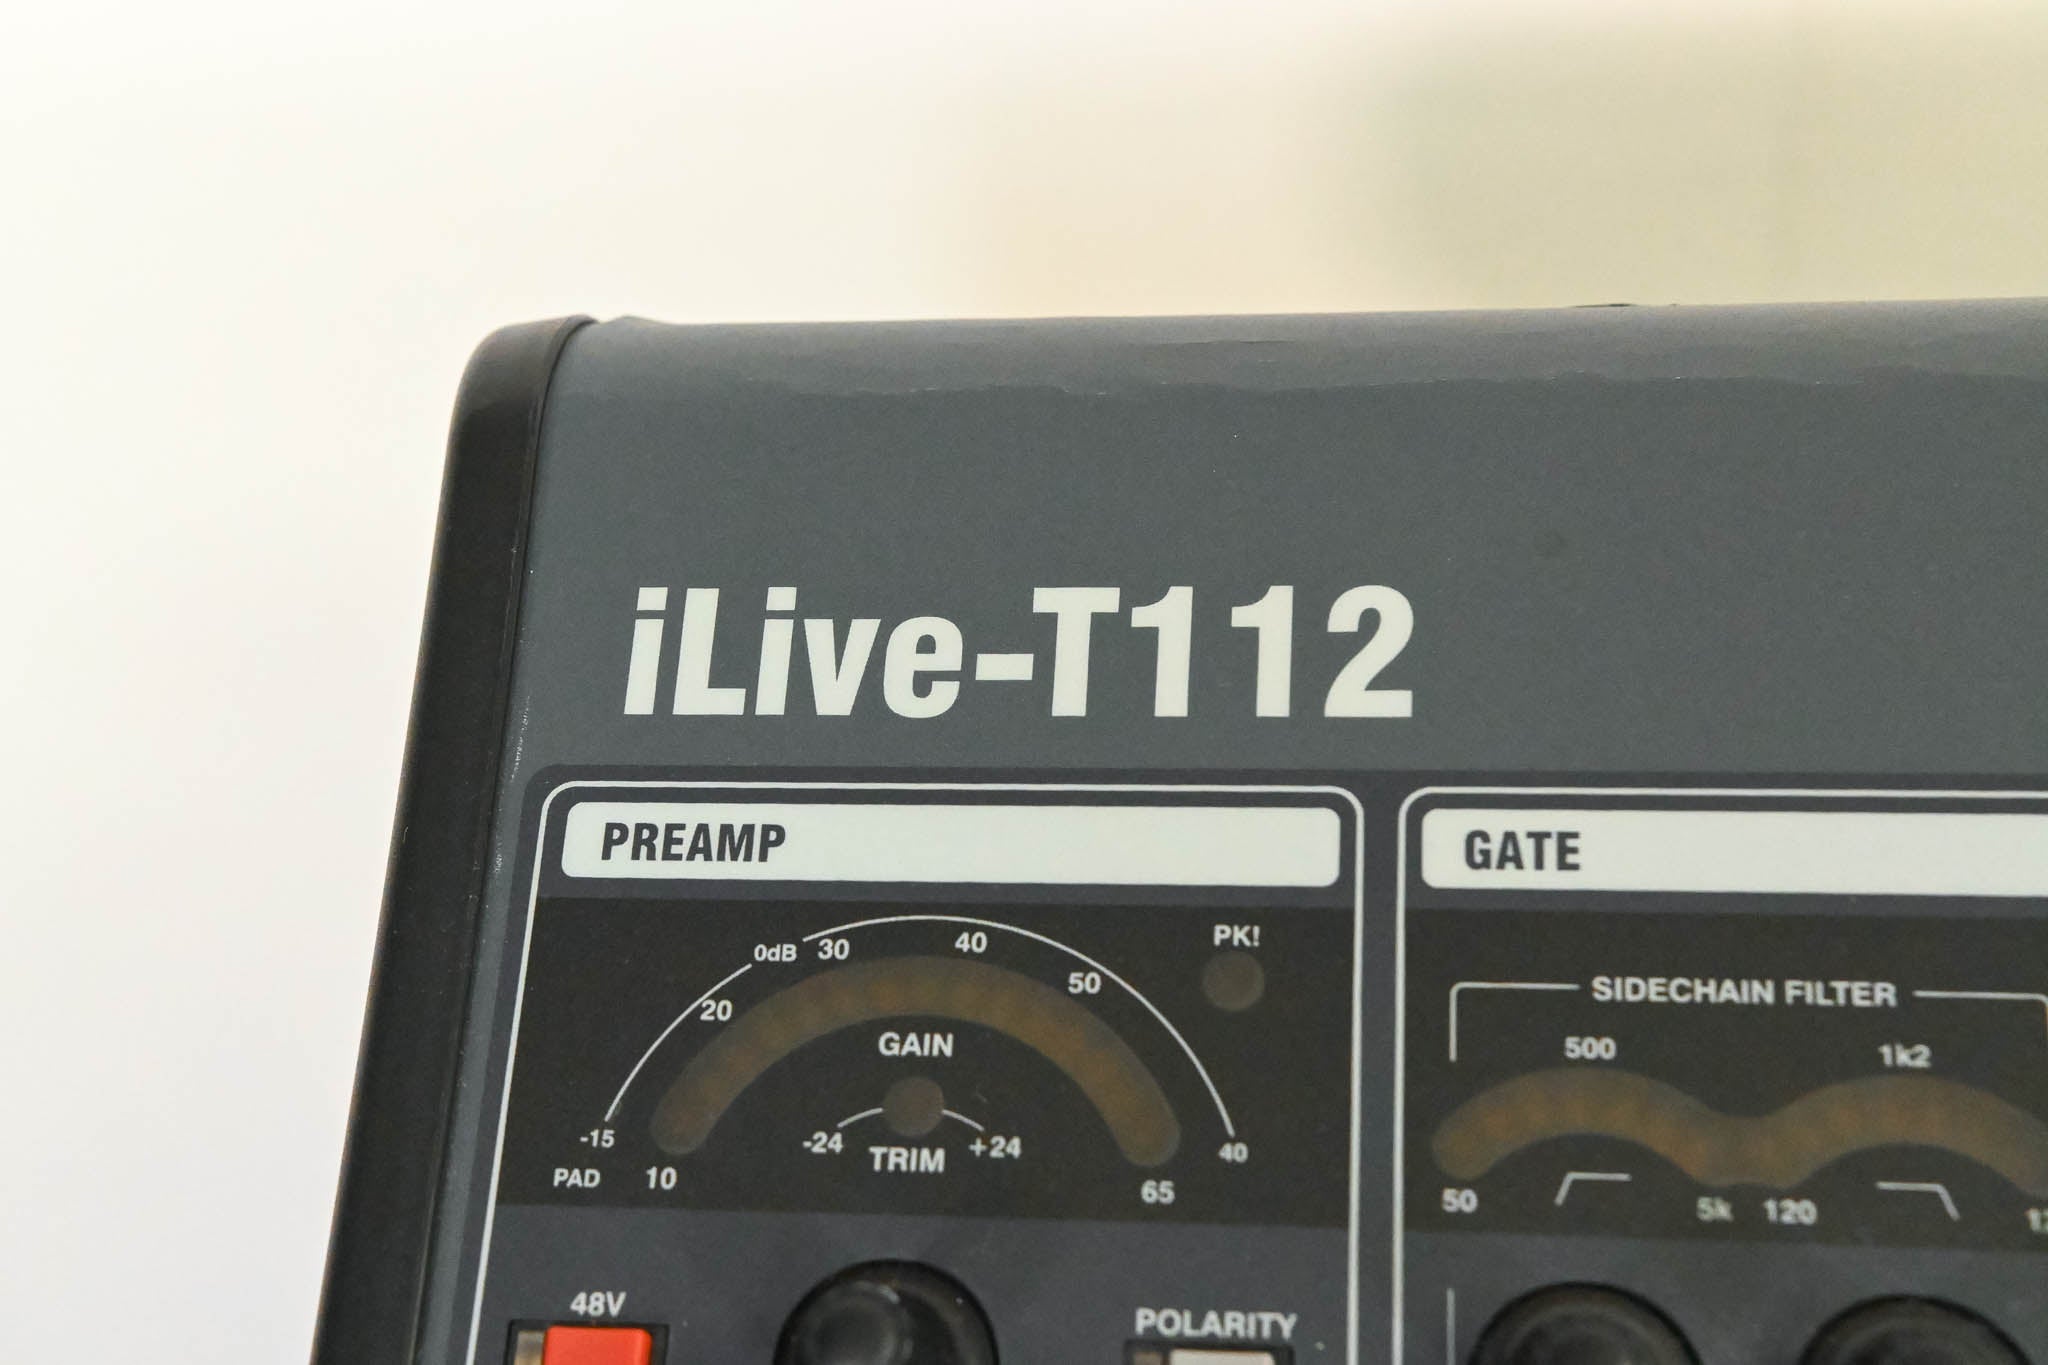 iLive-T112
PREAMP
GATE
PK!
0dB 30 40 50
20
GAIN
-15 -24 TRIM +24 40
PAD 10 65
SIDECHAIN FILTER
500 1k2
50 5k 120
48V
POLARITY